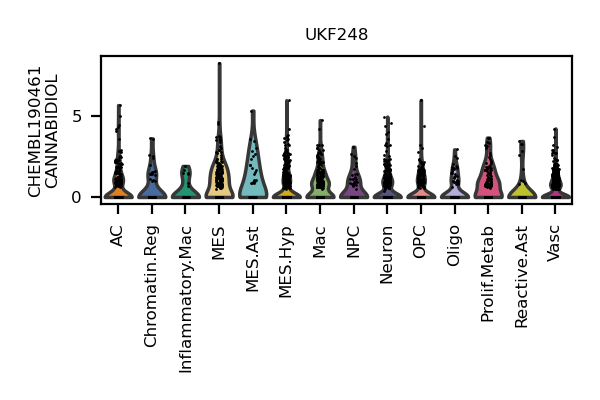 UKF248
CHEMBL190461
CANNABIDIOL
5
0
AC
Chromatin.Reg
Inflammatory.Mac
MES
MES.Ast
MES.Hyp
Mac
NPC
Neuron
OPC
Oligo
Prolif.Metab
Reactive.Ast
Vasc